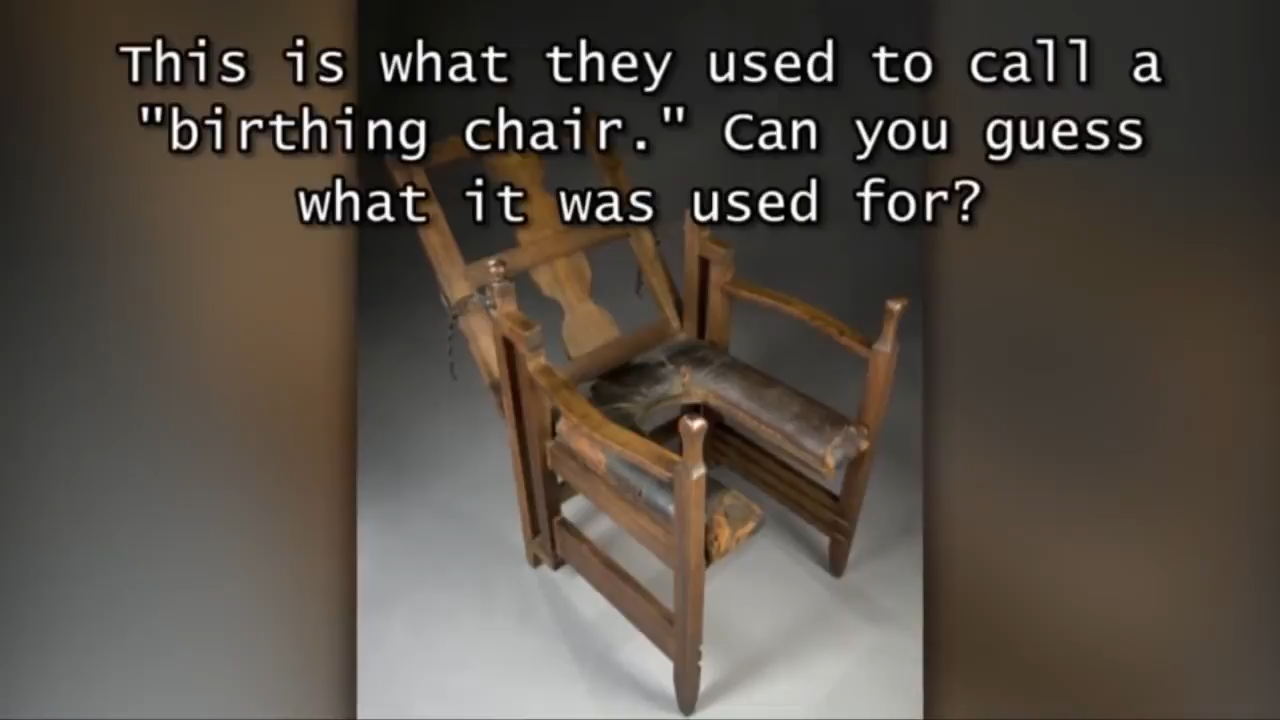 This is what they used to call a
"birthing chair." Can you guess
what it was used for?